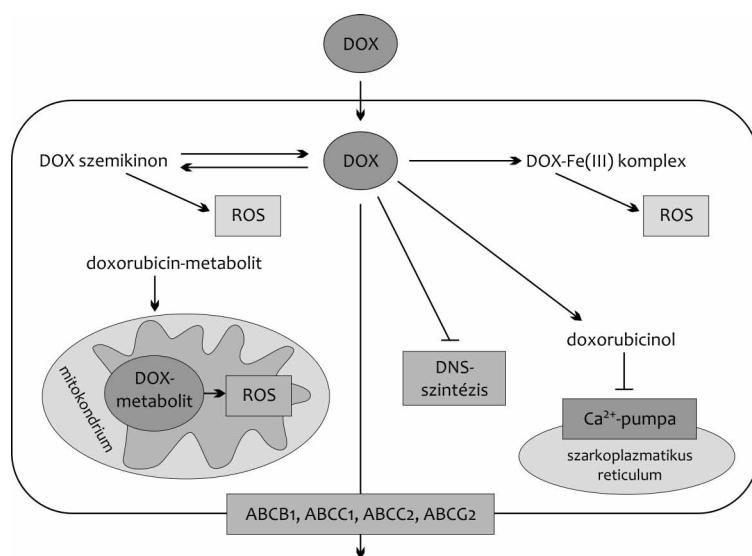 DOX
DOX szemikinon
DOX
DOX-Fe(III) komplex
ROS
ROS
doxorubicin-metabolit
doxorubicinol
mitokondrium
DOX-
metabolit
ROS
DNS-
szintézis
Ca²⁺-pumpa
szarkoplazmatikus
reticulum
ABCB1, ABCC1, ABCC2, ABCG2